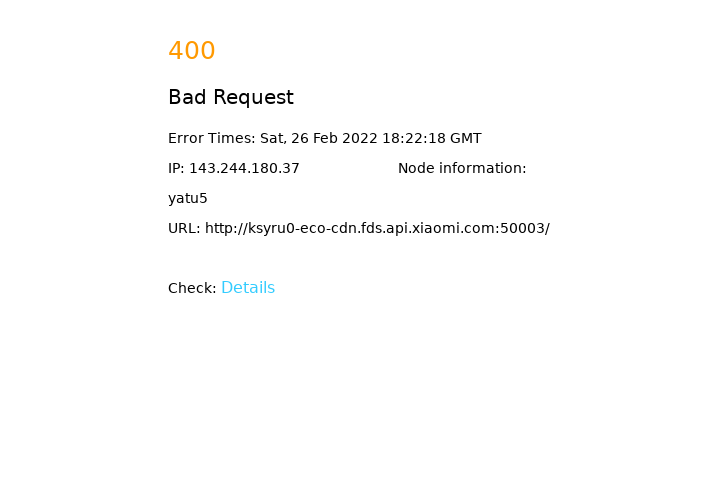 400
Bad Request
Error Times: Sat, 26 Feb 2022 18:22:18 GMT
IP: 143.244.180.37 Node information:
yatu5
URL: http://ksyru0-eco-cdn.fds.api.xiaomi.com:50003/
Check: Details